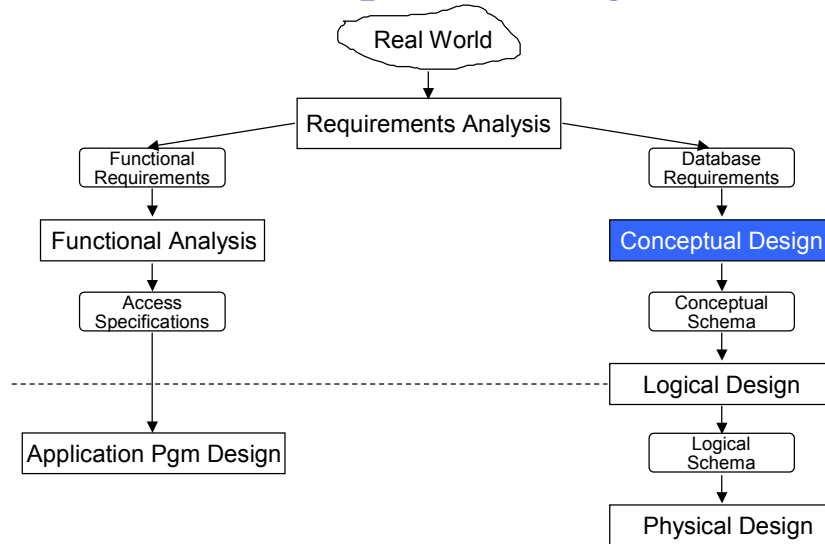 Real World
Requirements Analysis
Functional
Requirements
Database
Requirements
Functional Analysis
Conceptual Design
Access
Specifications
Conceptual
Schema
Logical Design
Application Pgm Design
Logical
Schema
Physical Design